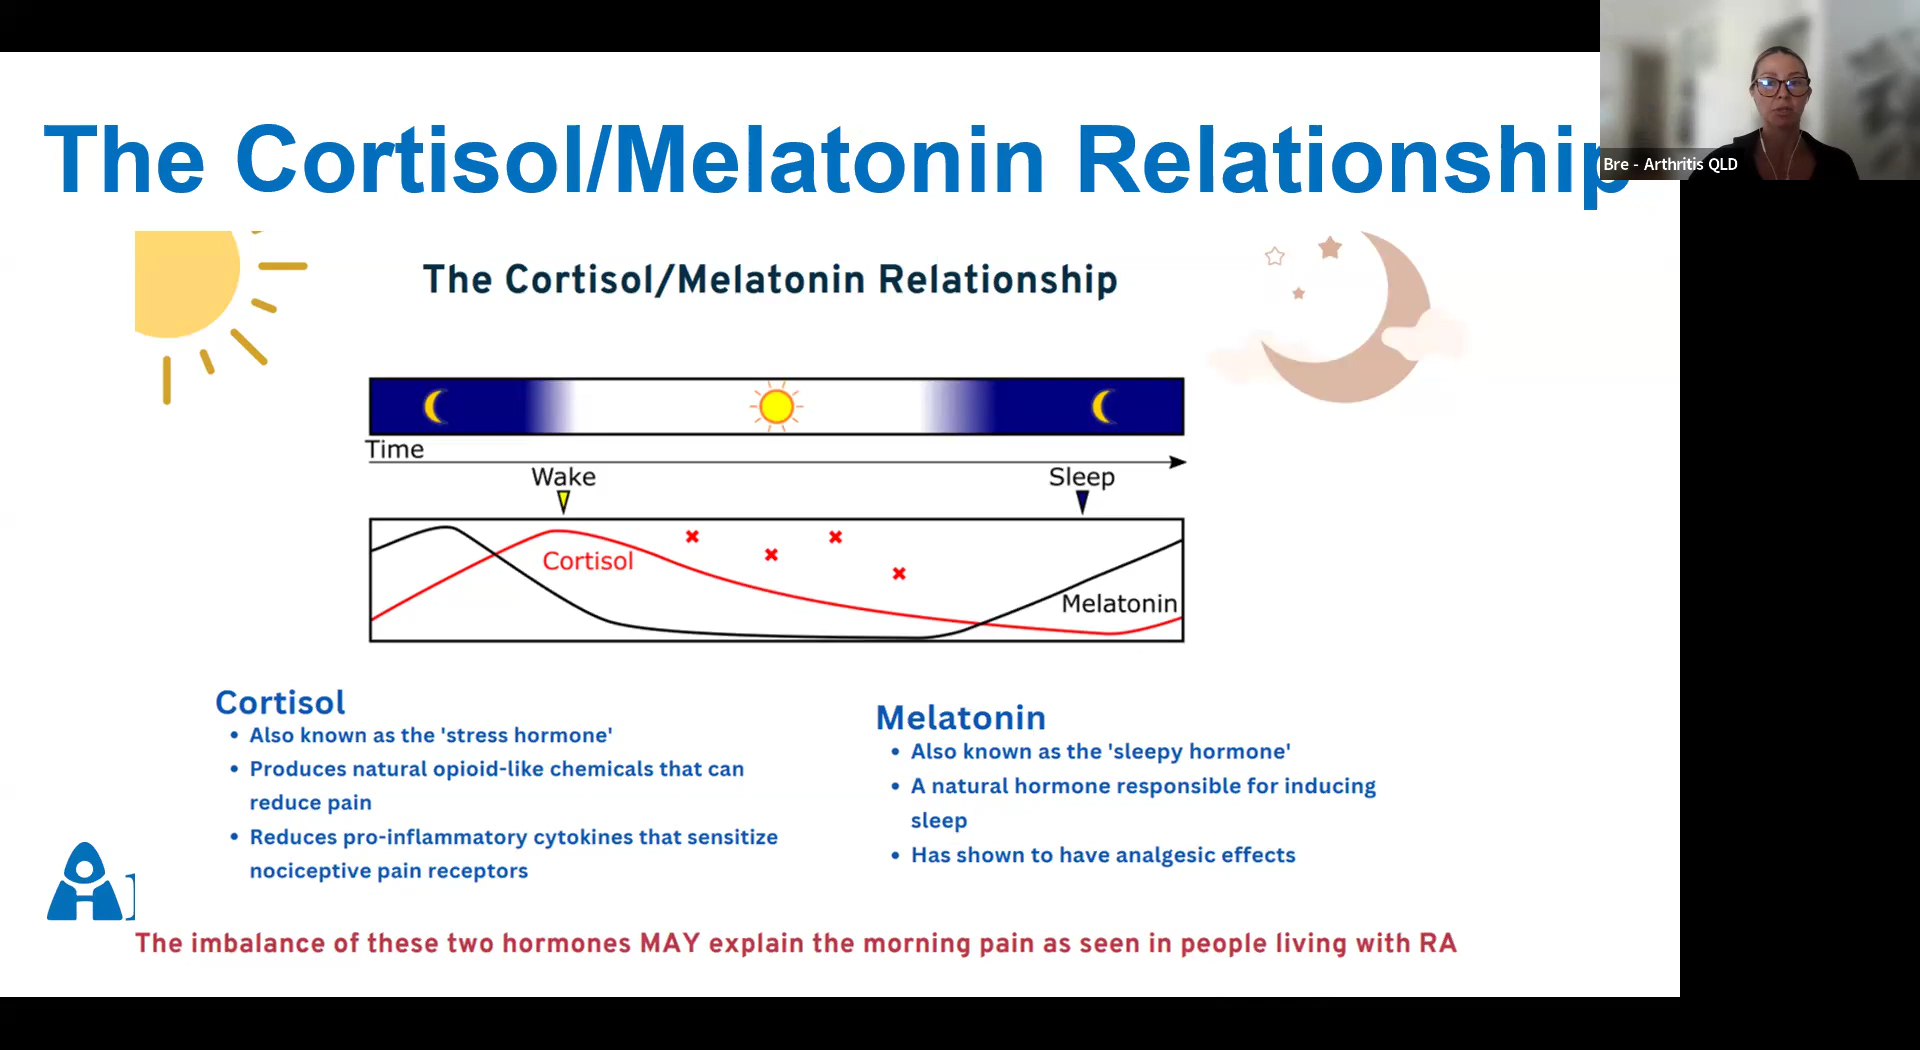 The Cortisol/Melatonin Relationship
Bre - Arthritis QLD
The Cortisol/Melatonin Relationship
Time
Wake
Sleep
Cortisol
Melatonin
Cortisol
• Also known as the 'stress hormone'
• Produces natural opioid-like chemicals that can
reduce pain
• Reduces pro-inflammatory cytokines that sensitize
nociceptive pain receptors
Melatonin
• Also known as the 'sleepy hormone'
• A natural hormone responsible for inducing
sleep
• Has shown to have analgesic effects
The imbalance of these two hormones MAY explain the morning pain as seen in people living with RA